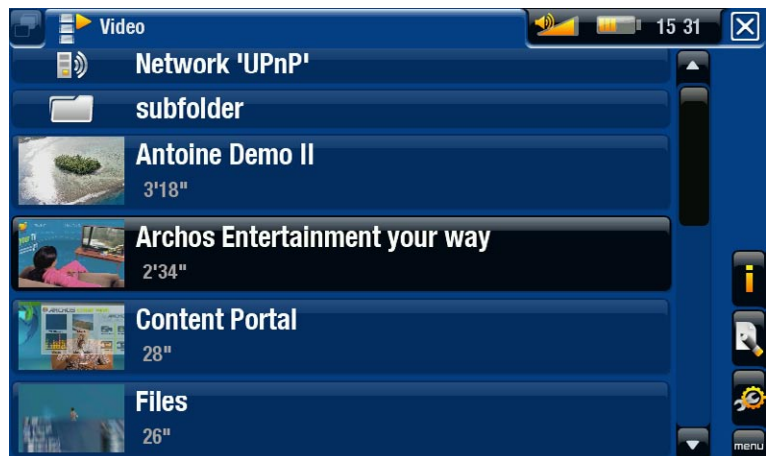 Video
15 31
Network 'UPnP'
subfolder
Antoine Demo II
3'18"
Archos Entertainment your way
2'34"
Content Portal
28"
Files
26"
i
menu